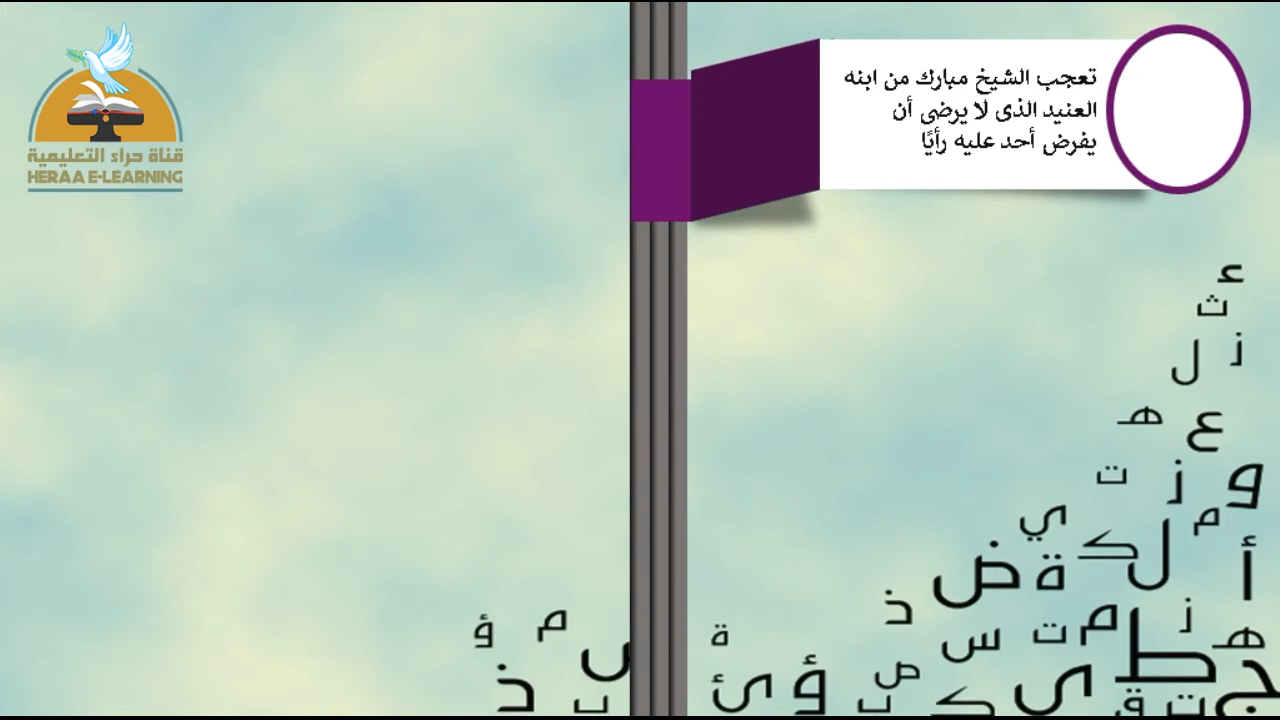 تعجب الشيخ مبارك من ابنه
العنيد الذى لا يرضى أن
يفرض أحد عليه رأيًا
قناة حراء التعليمية
HERAA E-LEARNING
ء
ث
ل ز
ه ع
ت ز و
ي م
ض ة ك ل أ
ذ ز
ؤ م ة س ت م ه
س ص ط
ذ ئ ؤ ى ج
ب ب ك ق ت